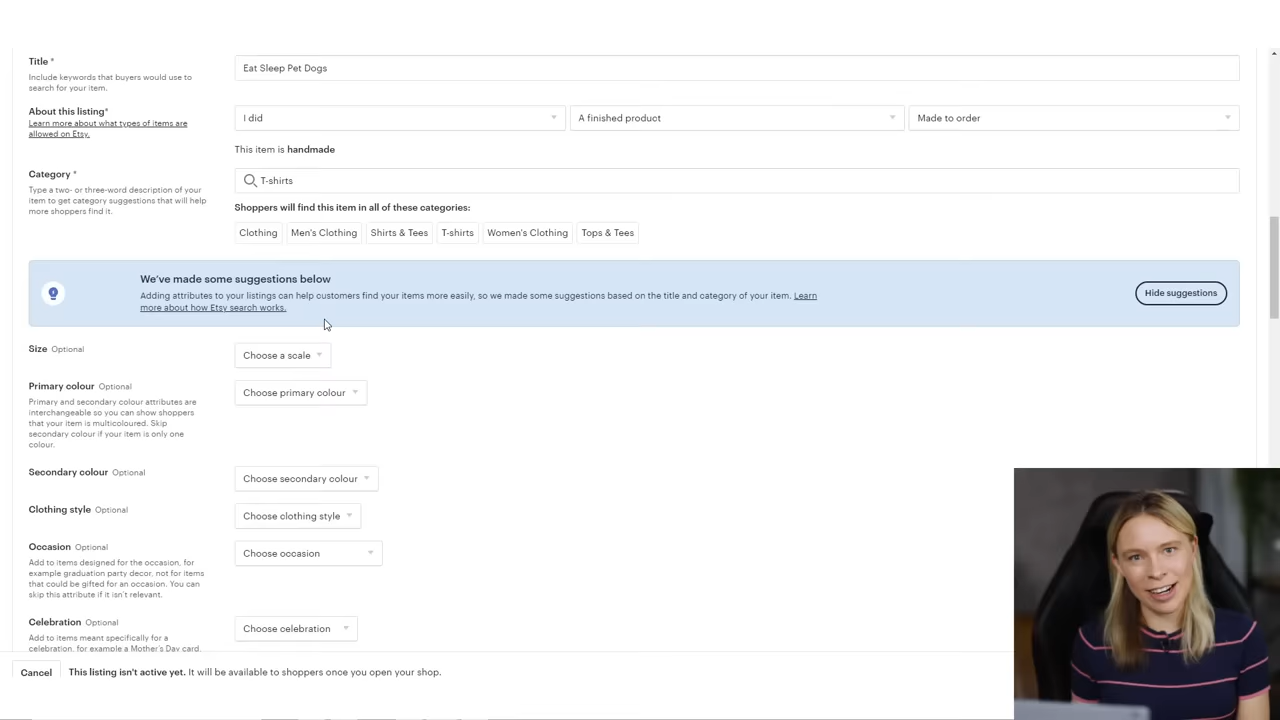 Title *
Include keywords that buyers would use to
search for your item.
Eat Sleep Pet Dogs
About this listing*
Learn more about what types of items are
allowed on Etsy.
I did
A finished product
Made to order
This item is handmade
Category *
Type a two- or three-word description of your
item to get category suggestions that will help
more shoppers find it.
T-shirts
Shoppers will find this item in all of these categories:
Clothing
Men's Clothing
Shirts & Tees
T-shirts
Women's Clothing
Tops & Tees
We've made some suggestions below
Adding attributes to your listings can help customers find your items more easily, so we made some suggestions based on the title and category of your item. Learn
more about how Etsy search works.
Hide suggestions
Size Optional
Choose a scale
Primary colour Optional
Primary and secondary colour attributes are
interchangeable so you can show shoppers
that your item is multicoloured. Skip
secondary colour if your item is only one
colour.
Choose primary colour
Secondary colour Optional
Choose secondary colour
Clothing style Optional
Choose clothing style
Occasion Optional
Add to items designed for the occasion, for
example graduation party decor, not for items
that could be gifted for an occasion. You can
skip this attribute if it isn't relevant.
Choose occasion
Celebration Optional
Add to items meant specifically for a
celebration, for example a Mother's Day card,
Choose celebration
Cancel
This listing isn't active yet. It will be available to shoppers once you open your shop.